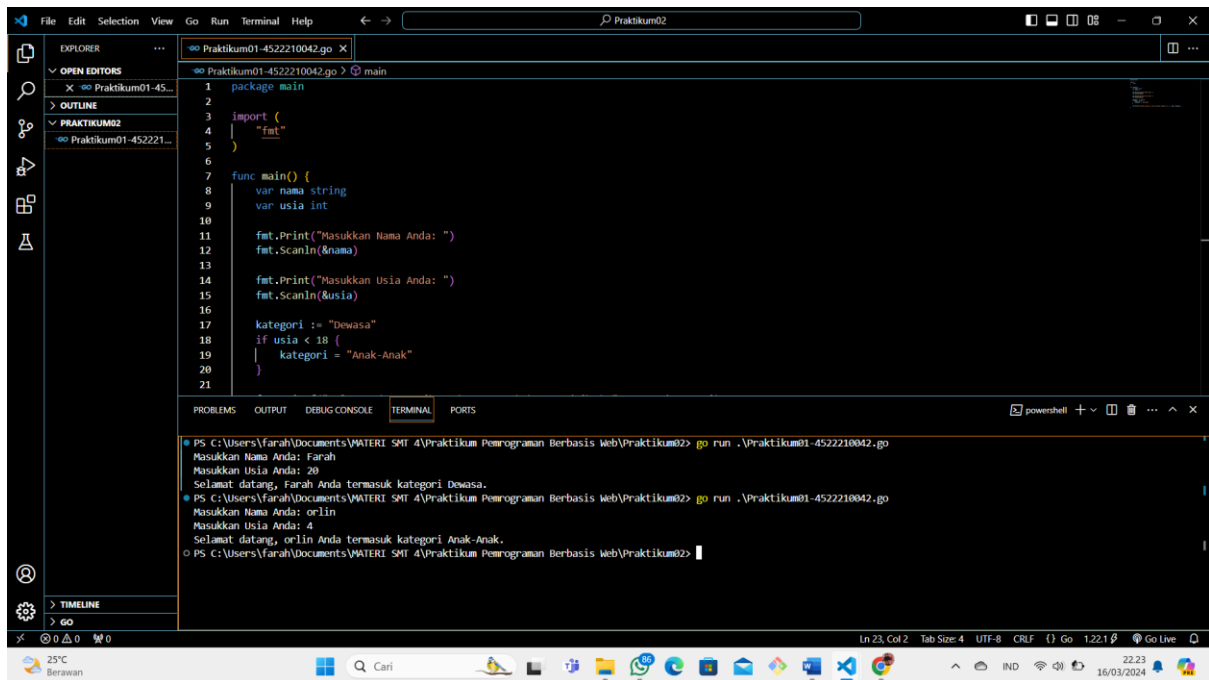 File Edit Selection View Go Run Terminal Help
Praktikum02
EXPLORER
Praktikum01-4522210042.go
OPEN EDITORS
Praktikum01-45...
OUTLINE
PRAKTIKUM02
Praktikum01-452221...
Praktikum01-4522210042.go > main
1 package main
2
3 import (
4 "fmt"
5 )
6
7 func main() {
8 var nama string
9 var usia int
10
11 fmt.Print("Masukkan Nama Anda: ")
12 fmt.Scanln(&nama)
13
14 fmt.Print("Masukkan Usia Anda: ")
15 fmt.Scanln(&usia)
16
17 kategori := "Dewasa"
18 if usia < 18 {
19 kategori = "Anak-Anak"
20 }
21
PROBLEMS OUTPUT DEBUG CONSOLE TERMINAL PORTS
powershell
PS C:\Users\farah\Documents\MATERI SMT 4\Praktikum Pemrograman Berbasis Web\Praktikum02> go run .\Praktikum01-4522210042.go
Masukkan Nama Anda: Farah
Masukkan Usia Anda: 20
Selamat datang, Farah Anda termasuk kategori Dewasa.
PS C:\Users\farah\Documents\MATERI SMT 4\Praktikum Pemrograman Berbasis Web\Praktikum02> go run .\Praktikum01-4522210042.go
Masukkan Nama Anda: orlin
Masukkan Usia Anda: 4
Selamat datang, orlin Anda termasuk kategori Anak-Anak.
PS C:\Users\farah\Documents\MATERI SMT 4\Praktikum Pemrograman Berbasis Web\Praktikum02>
TIMELINE
GO
0 0 0
Ln 23, Col 2 Tab Size: 4 UTF-8 CRLF {} Go 1.22.1 Go Live
25°C
Berawan
Cari
86
IND
22.23
16/03/2024